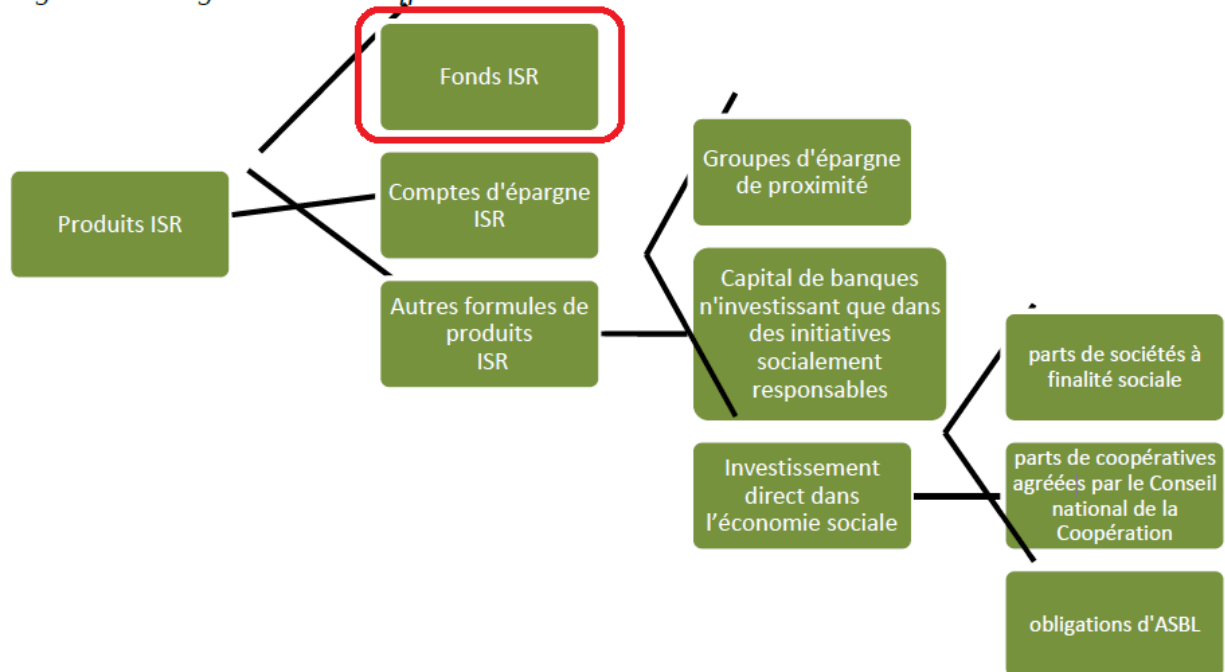 Fonds ISR
Produits ISR
Comptes d'épargne
ISR
Autres formules de
produits
ISR
Groupes d'épargne
de proximité
Capital de banques
n'investissant que dans
des initiatives
socialement
responsables
Investissement
direct dans
l’économie sociale
parts de sociétés à
finalité sociale
parts de coopératives
agréées par le Conseil
national de la
Coopération
obligations d'ASBL